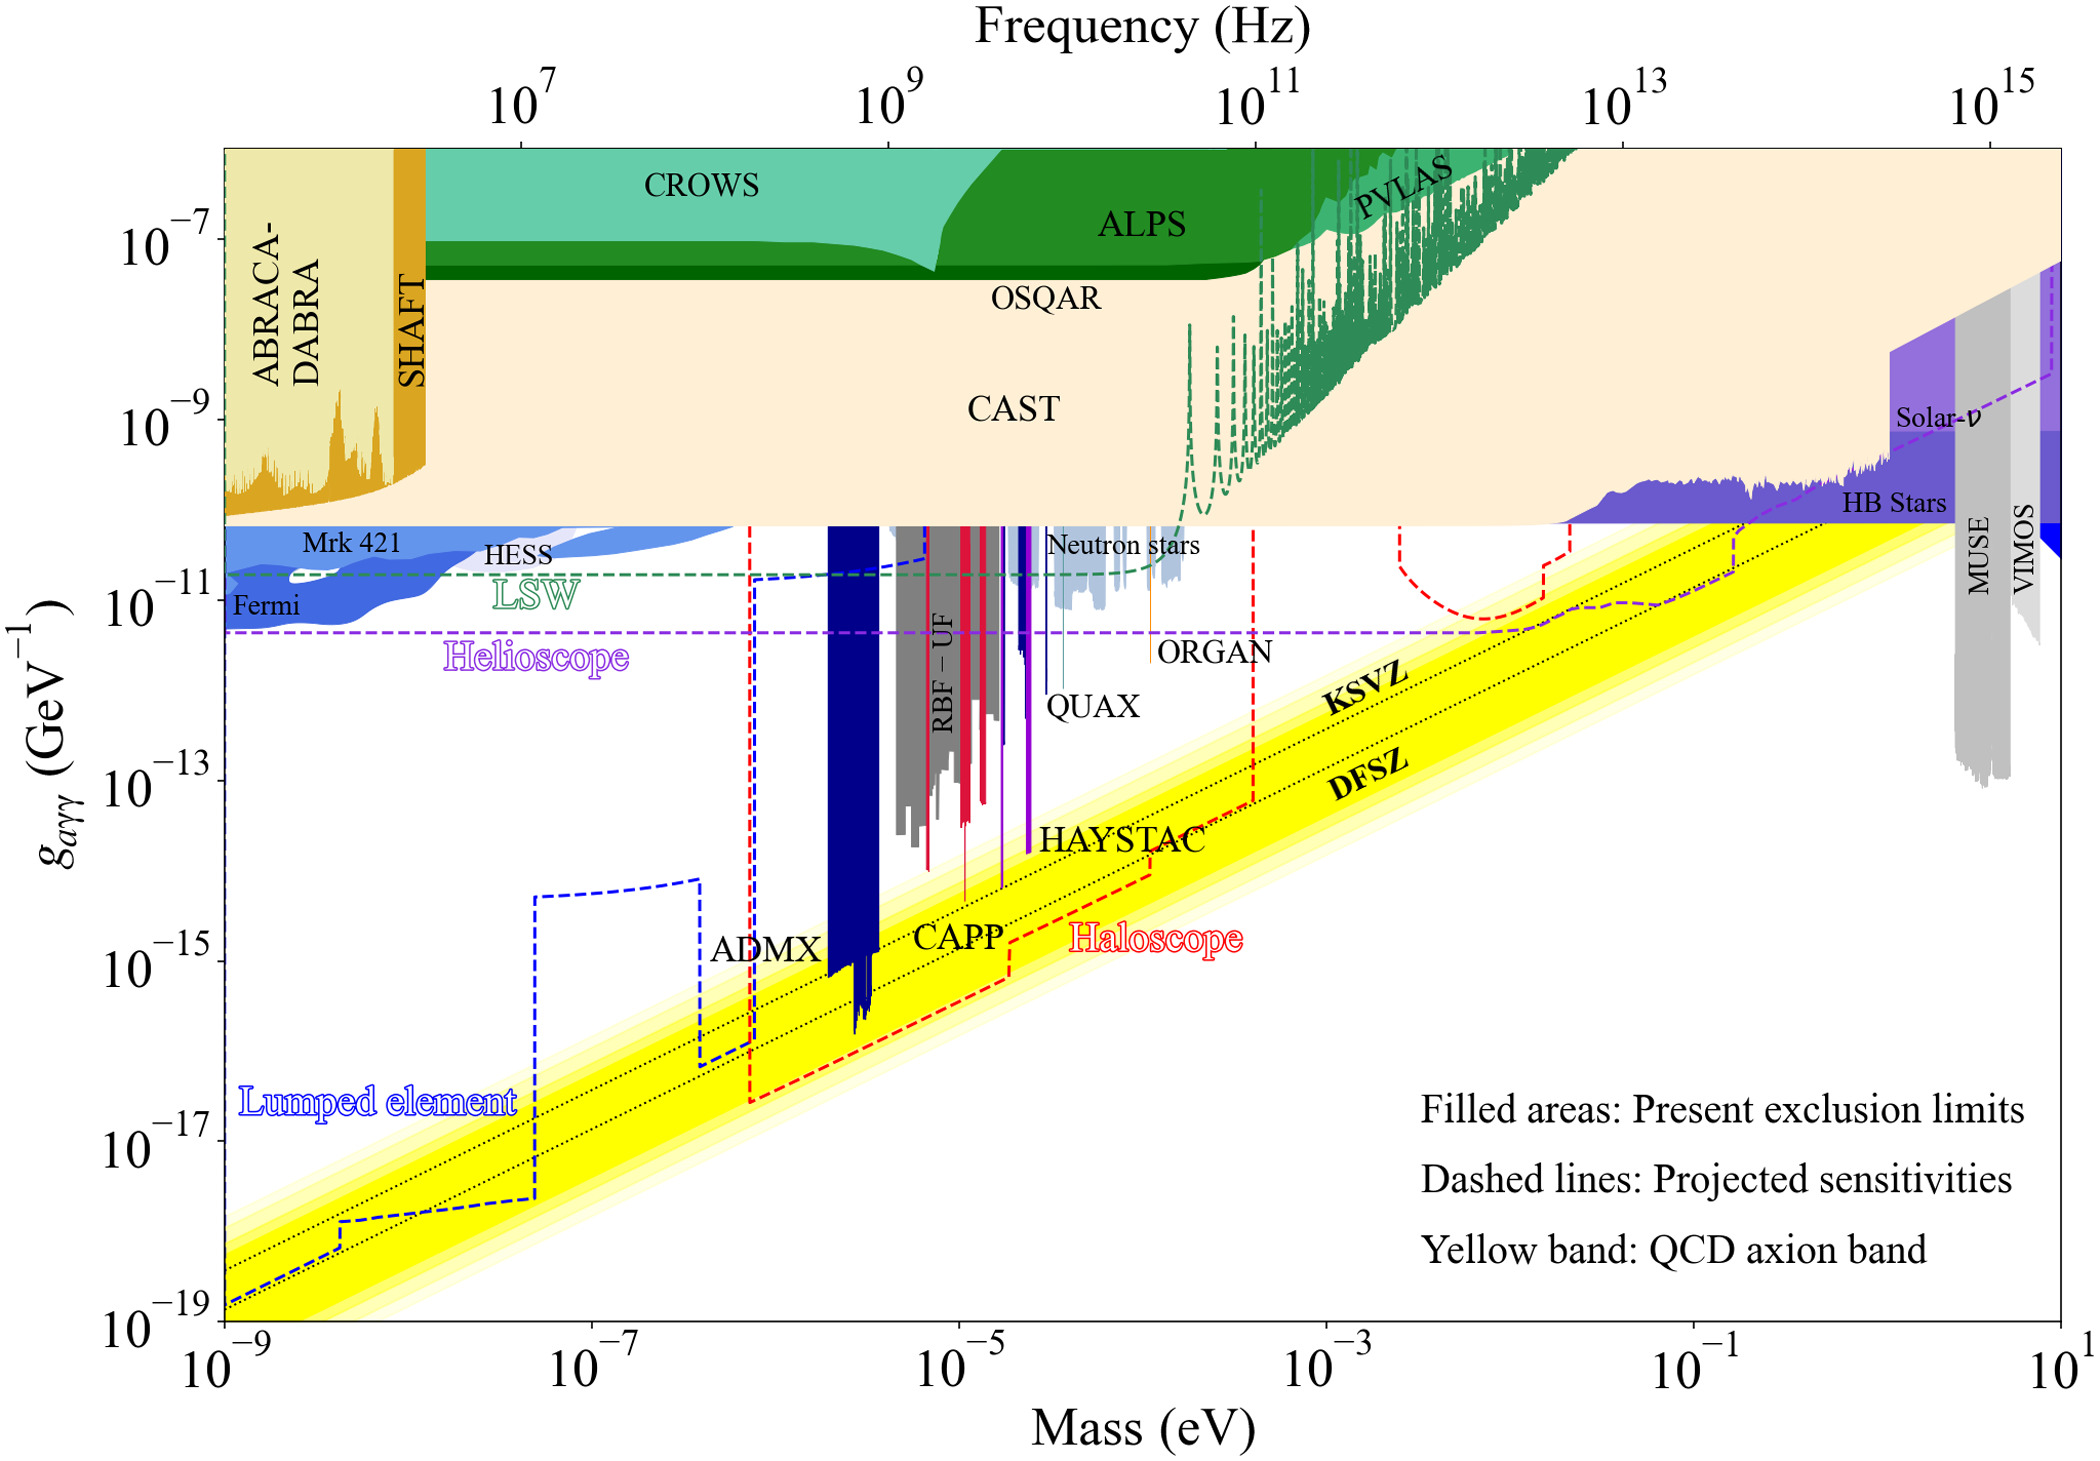 Frequency (Hz)
10^7
10^9
10^11
10^13
10^15
CROWS
PVLAS
ALPS
10^−7
ABRACA-
DABRA
SHAFT
OSQAR
CAST
10^−9
Solar-ν
HB Stars
Mrk 421
HESS
Neutron stars
MUSE
VIMOS
LSW
10^−11
Fermi
Helioscope
RBF − UF
ORGAN
QUAX
KSVZ
g_aγγ (GeV^−1)
10^−13
DFSZ
HAYSTAC
ADMX
CAPP
Haloscope
10^−15
Lumped element
Filled areas: Present exclusion limits
10^−17
Dashed lines: Projected sensitivities
Yellow band: QCD axion band
10^−19
10^−9
10^−7
10^−5
10^−3
10^−1
10^1
Mass (eV)